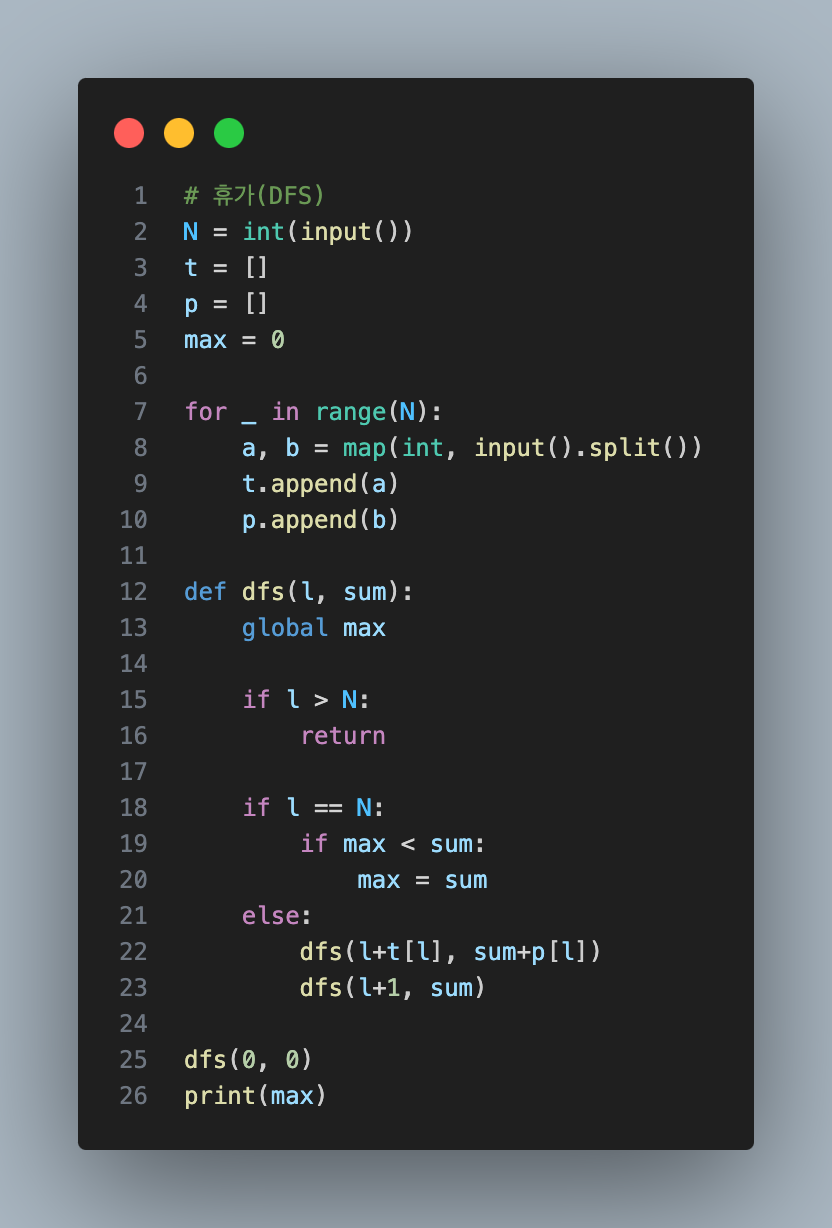 1 # 휴가(DFS)
2 N = int(input())
3 t = []
4 p = []
5 max = 0
6
7 for _ in range(N):
8     a, b = map(int, input().split())
9     t.append(a)
10     p.append(b)
11
12 def dfs(l, sum):
13     global max
14
15     if l > N:
16         return
17
18     if l == N:
19         if max < sum:
20             max = sum
21     else:
22         dfs(l+t[l], sum+p[l])
23         dfs(l+1, sum)
24
25 dfs(0, 0)
26 print(max)